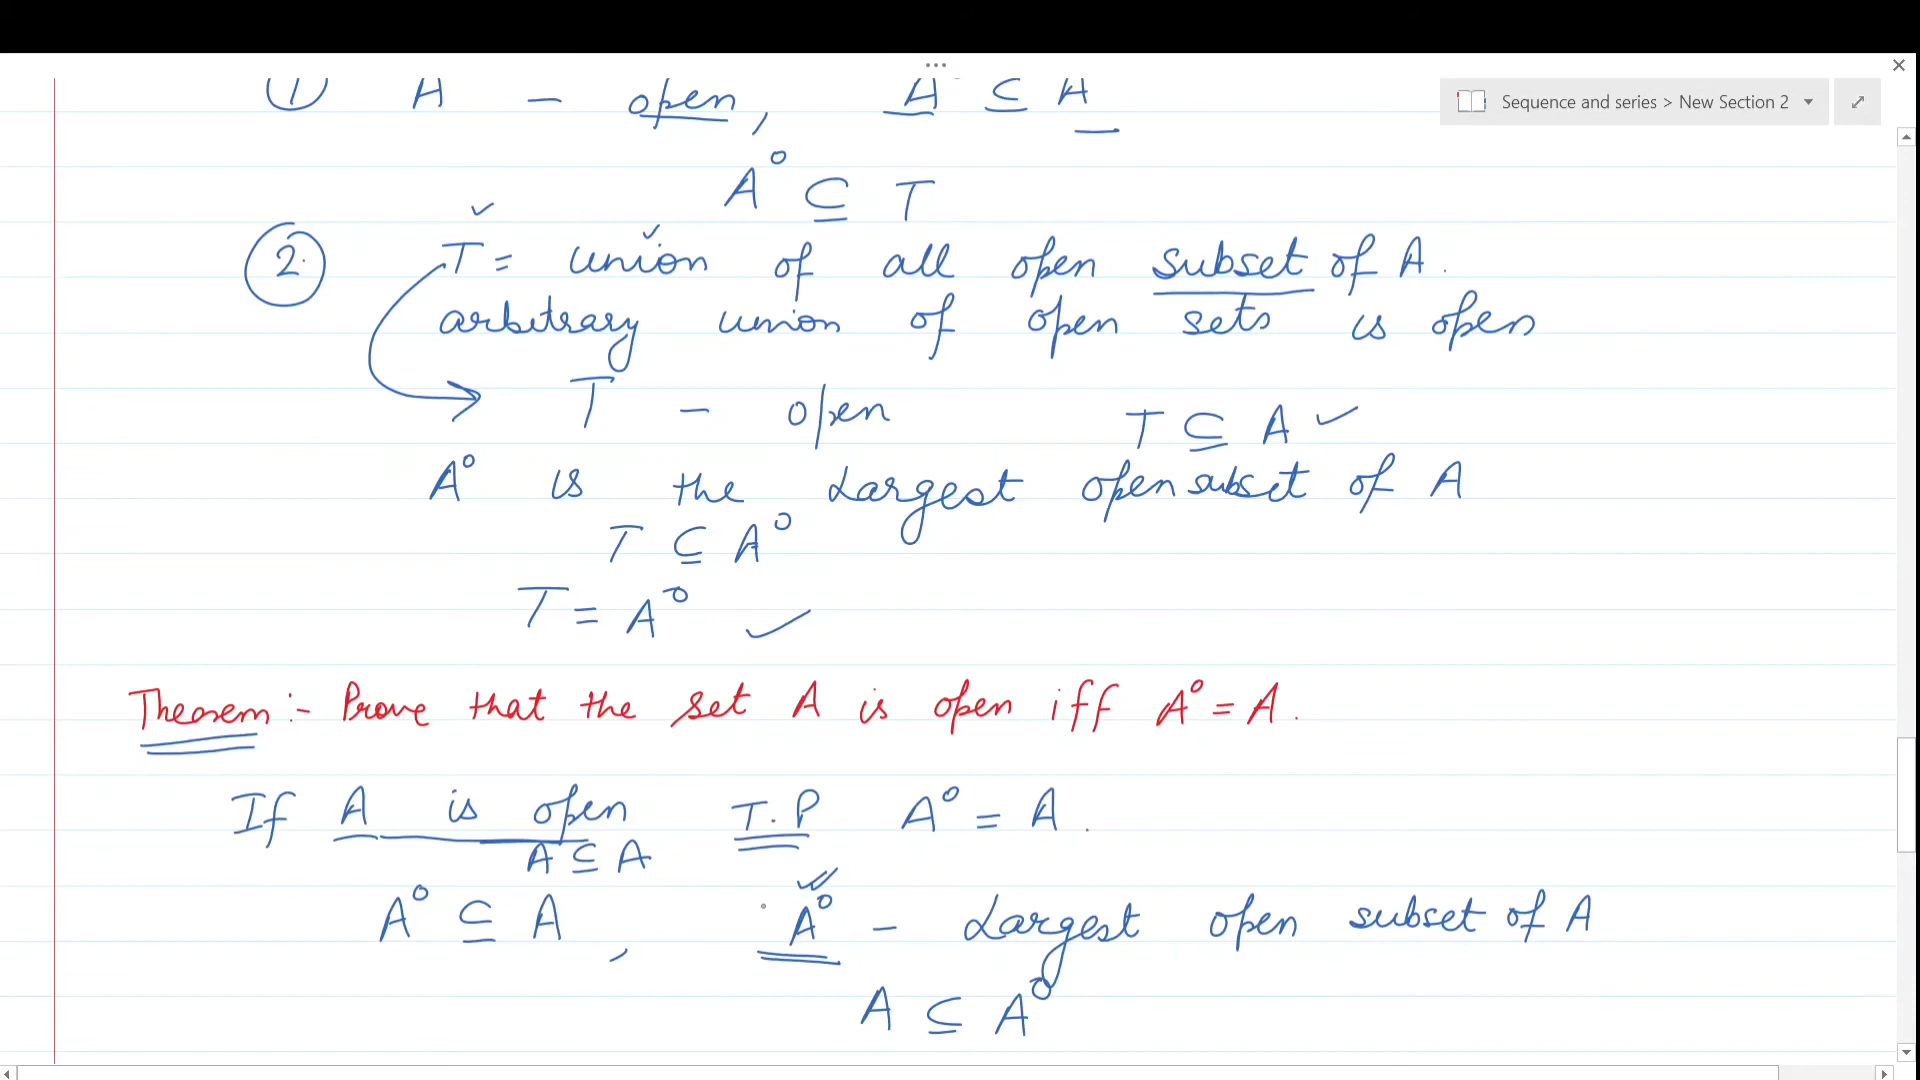 ① A – open, A° ⊆ A
Sequence and series > New Section 2
A° ⊆ T
② T = union of all open subset of A.
arbitrary union of open sets is open
T – open T ⊆ A ✓
A° is the Largest open subset of A
T ⊆ A°
T = A° ✓
Theorem :- Prove that the set A is open iff A° = A.
If A is open T.P A° = A.
A ⊆ A
A° ⊆ A , A° – Largest open subset of A
A ⊆ A°